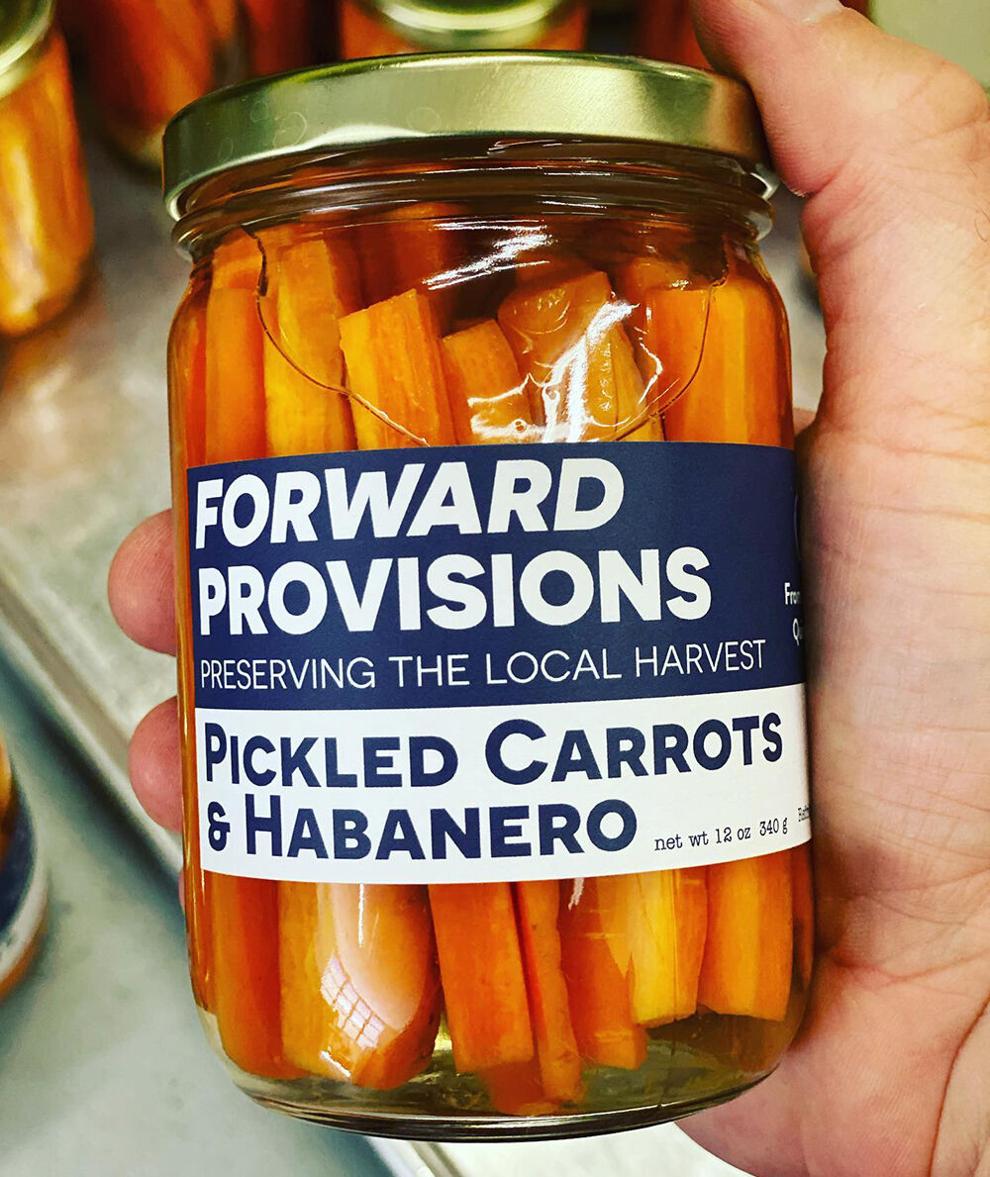 FORWARD
PROVISIONS
PRESERVING THE LOCAL HARVEST
PICKLED CARROTS
& HABANERO
net wt 12 oz 340 g